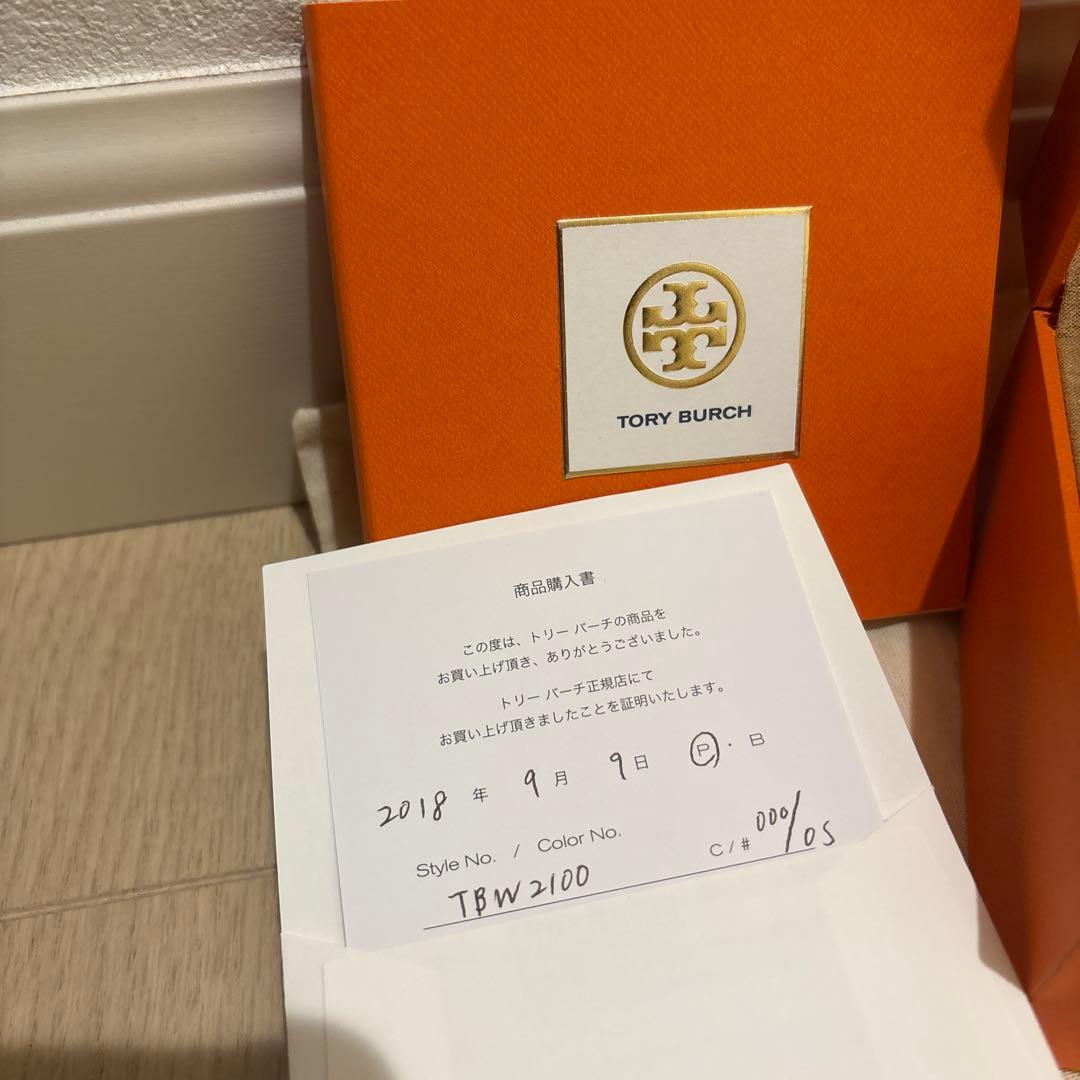 TORY BURCH
商品購入書
この度は、トリー バーチの商品を
お買い上げ頂き、ありがとうございました。
トリー バーチ正規店にて
お買い上げ頂きましたことを証明いたします。
2018 年 9 月 9 日 P・B
Style No. / Color No.
TBW2100 C/# 000/OS